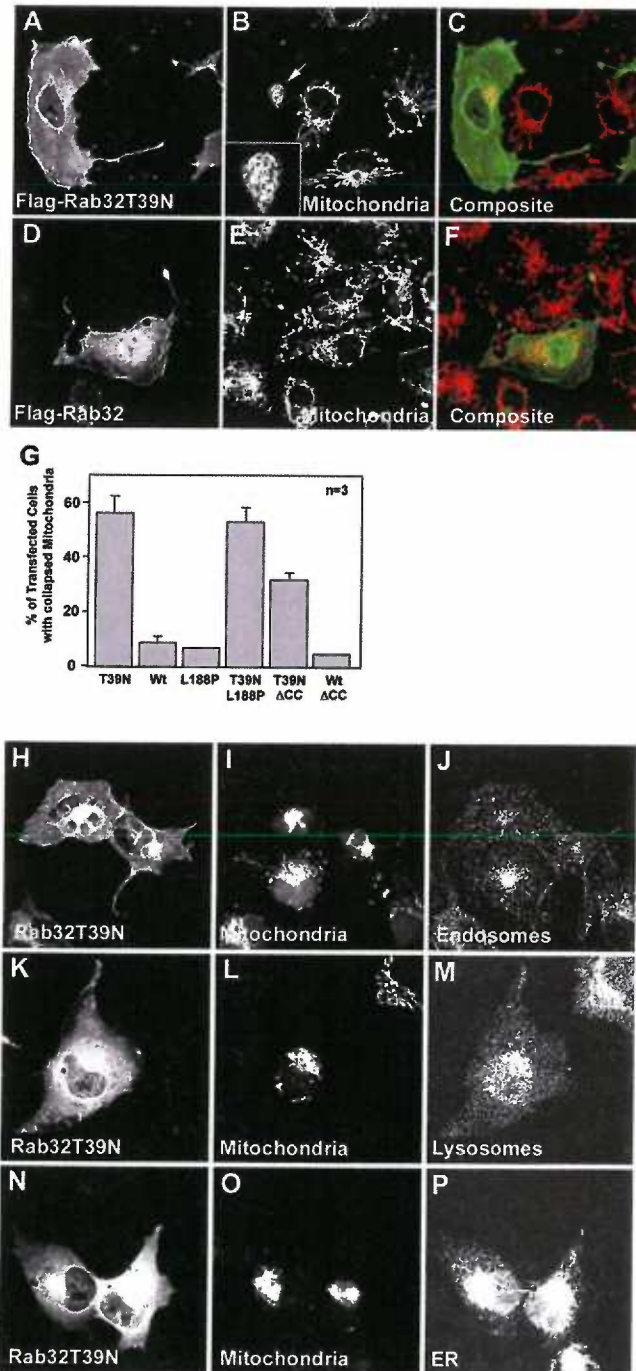 A
B
C
Flag-Rab32T39N
Mitochondria
Composite
D
E
F
Flag-Rab32
Mitochondria
Composite
G
n=3
% of Transfected Cells
with collapsed Mitochondria
60
40
20
0
T39N
Wt
L188P
T39N
L188P
T39N
ΔCC
Wt
ΔCC
H
I
J
Rab32T39N
Mitochondria
Endosomes
K
L
M
Rab32T39N
Mitochondria
Lysosomes
N
O
P
Rab32T39N
Mitochondria
ER